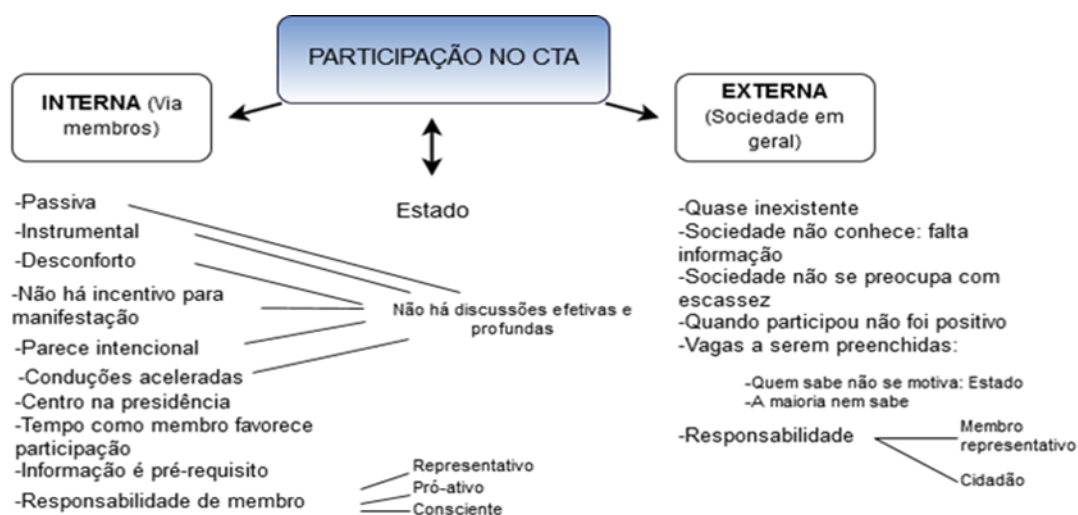 PARTICIPAÇÃO NO CTA
INTERNA (Via
membros)
-Passiva
-Instrumental
-Desconforto
-Não há incentivo para
manifestação
-Parece intencional
-Conduções aceleradas
-Centro na presidência
-Tempo como membro favorece
participação
-Informação é pré-requisito
-Responsabilidade de membro
Representativo
Pró-ativo
Consciente
Estado
Não há discussões efetivas e
profundas
EXTERNA
(Sociedade em
geral)
-Quase inexistente
-Sociedade não conhece: falta
informação
-Sociedade não se preocupa com
escassez
-Quando participou não foi positivo
-Vagas a serem preenchidas:
-Quem sabe não se motiva: Estado
-A maioria nem sabe
-Responsabilidade
Membro
representativo
Cidadão